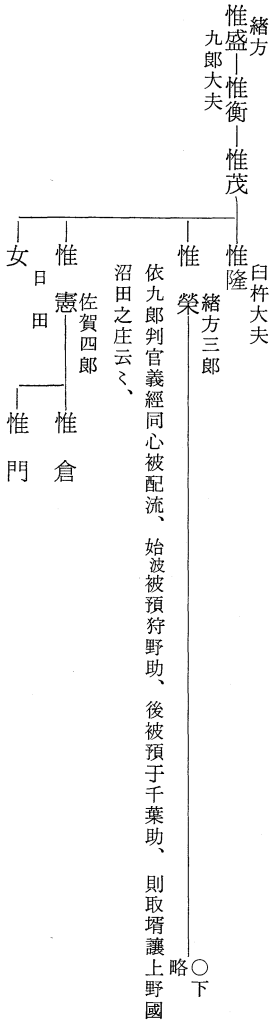 緒方
惟盛―惟衡―惟茂
九郎大夫
臼杵大夫
惟隆
緒方三郎
惟榮
〇下
略
依九郎判官義經同心被配流、始波被預狩野助、後被預于千葉助、則取壻讓上野國
沼田之庄云〻、
佐賀四郎
惟憲
惟倉
惟門
女
日田